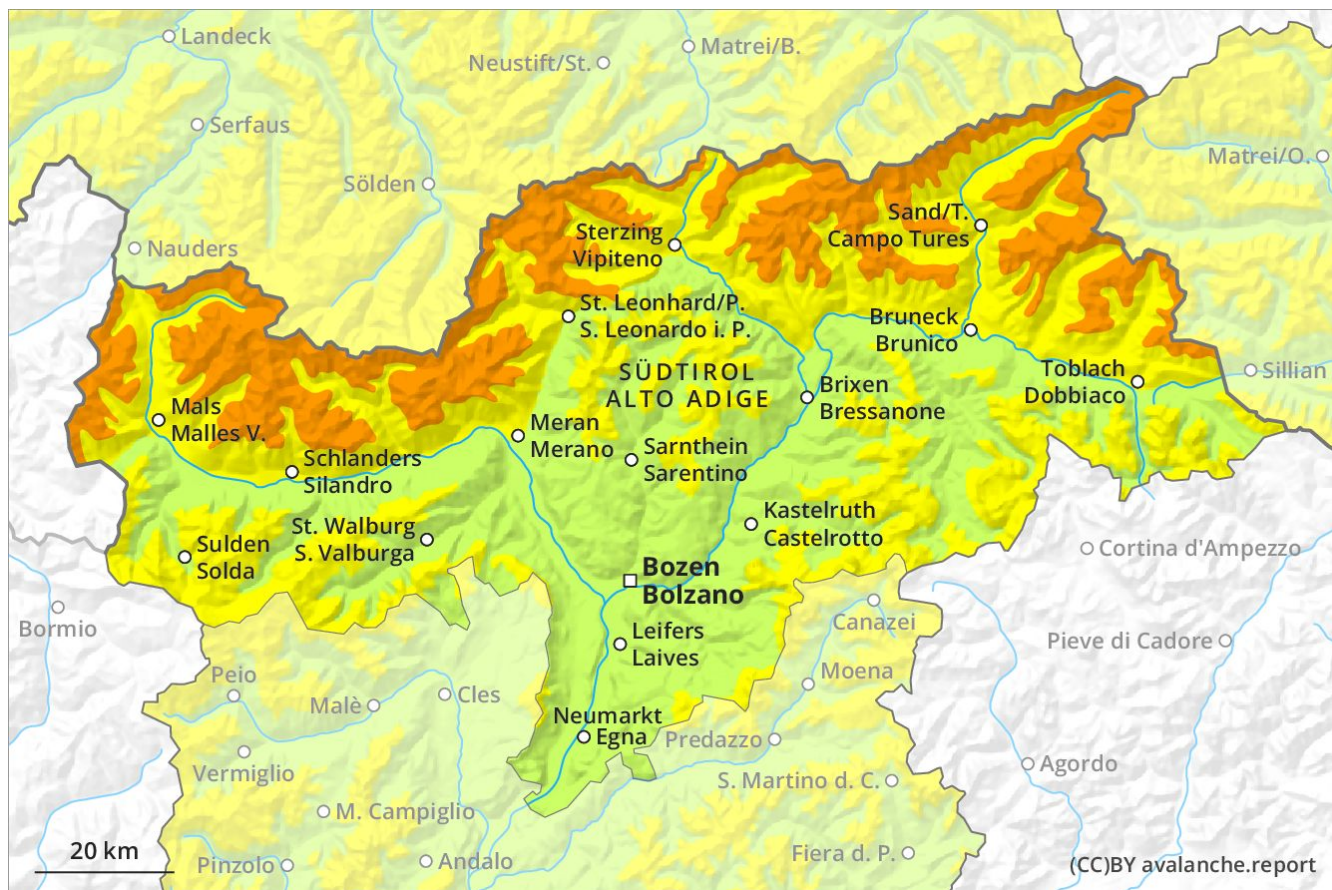 Landeck
Neustift/St.
Matrei/B.
Serfaus
Matrei/O.
Sölden
Sand/T.
Campo Tures
Sterzing
Vipiteno
Nauders
St. Leonhard/P.
S. Leonardo i. P.
Bruneck
Brunico
SÜDTIROL
ALTO ADIGE
Toblach
Dobbiaco
Sillian
Brixen
Bressanone
Mals
Malles V.
Meran
Merano
Sarnthein
Sarentino
Schlanders
Silandro
Kastelruth
Castelrotto
St. Walburg
S. Valburga
Sulden
Solda
Cortina d'Ampezzo
Bozen
Bolzano
Bormio
Canazei
Leifers
Laives
Pieve di Cadore
Peio
Moena
Malè
Cles
Neumarkt
Egna
Predazzo
Vermiglio
Agordo
S. Martino d. C.
M. Campiglio
20 km
Pinzolo
Andalo
Fiera d. P.
(CC)BY avalanche.report